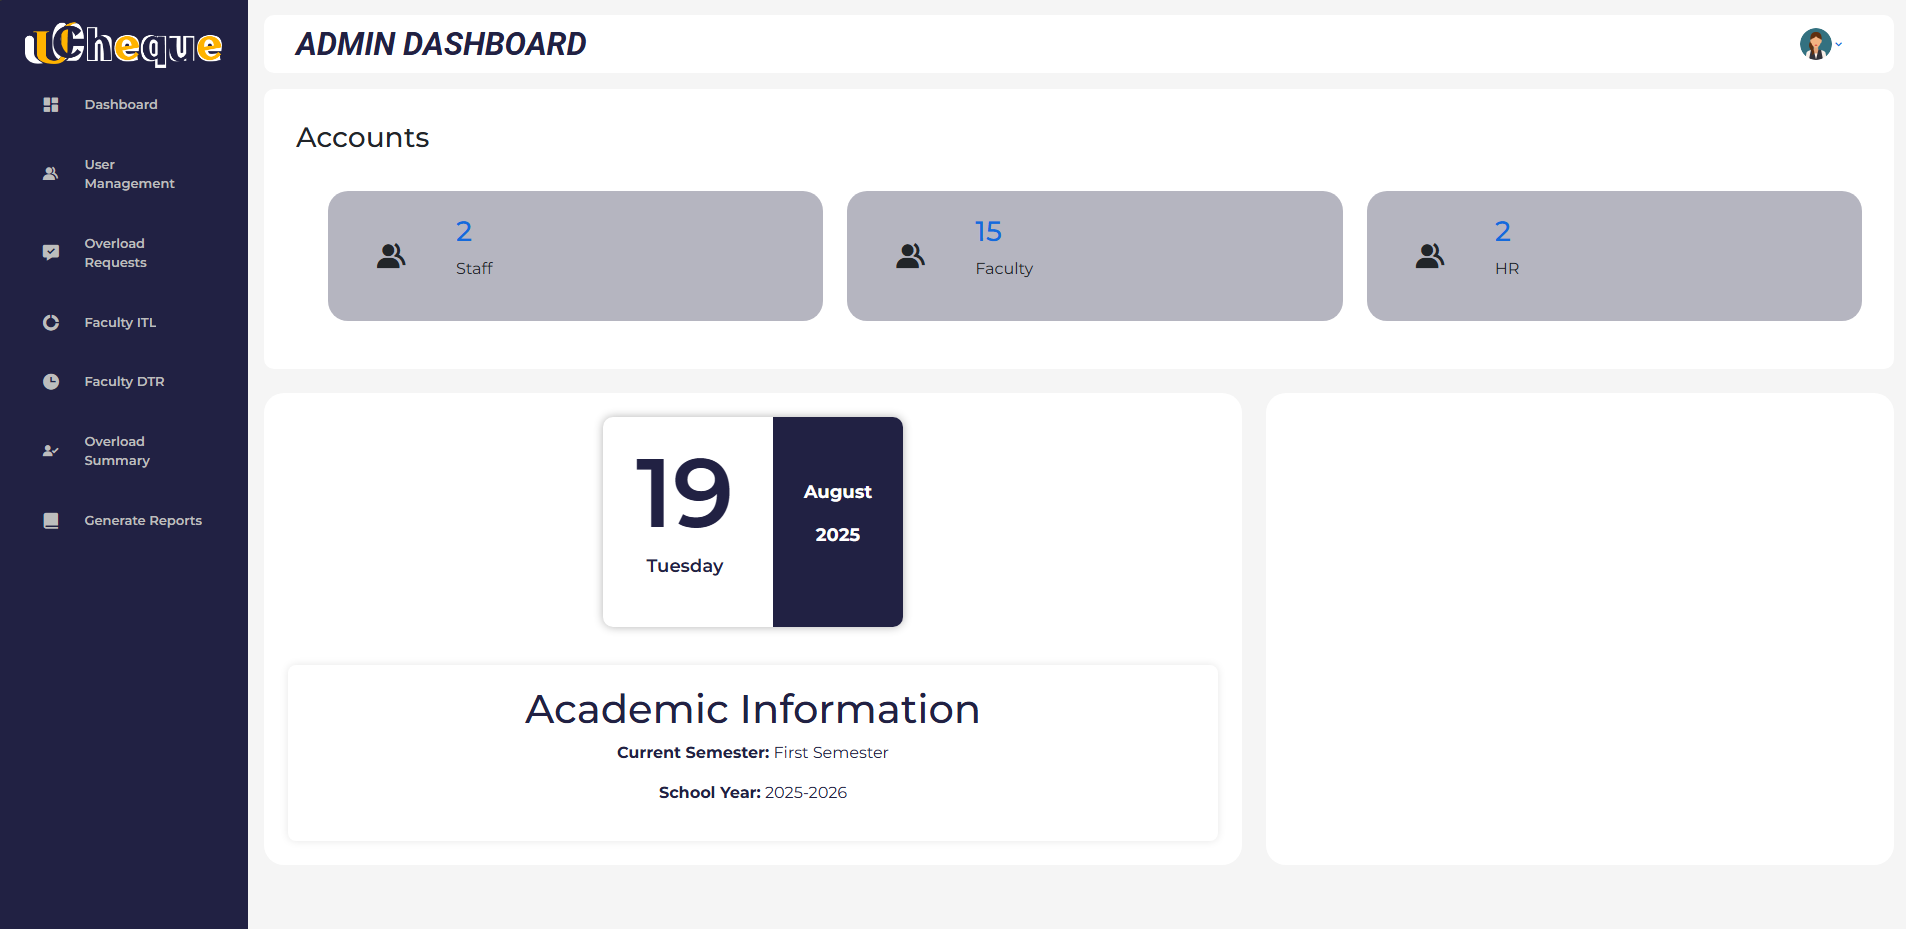 UCheque
Dashboard
User
Management
Overload
Requests
Faculty ITL
Faculty DTR
Overload
Summary
Generate Reports
ADMIN DASHBOARD
Accounts
2
Staff
15
Faculty
2
HR
19
Tuesday
August
2025
Academic Information
Current Semester: First Semester
School Year: 2025-2026